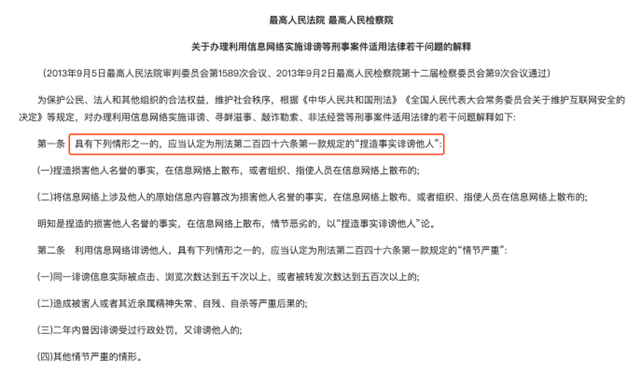 最高人民法院 最高人民检察院
关于办理利用信息网络实施诽谤等刑事案件适用法律若干问题的解释
（2013年9月5日最高人民法院审判委员会第1589次会议、2013年9月2日最高人民检察院第十二届检察委员会第9次会议通过）
为保护公民、法人和其他组织的合法权益，维护社会秩序，根据《中华人民共和国刑法》《全国人民代表大会常务委员会关于维护互联网安全的
决定》等规定，对办理利用信息网络实施诽谤、寻衅滋事、敲诈勒索、非法经营等刑事案件适用法律的若干问题解释如下:
第一条 具有下列情形之一的，应当认定为刑法第二百四十六条第一款规定的“捏造事实诽谤他人”:
(一)捏造损害他人名誉的事实，在信息网络上散布，或者组织、指使人员在信息网络上散布的;
(二)将信息网络上涉及他人的原始信息内容篡改为损害他人名誉的事实，在信息网络上散布，或者组织、指使人员在信息网络上散布的;
明知是捏造的损害他人名誉的事实，在信息网络上散布，情节恶劣的，以“捏造事实诽谤他人”论。
第二条 利用信息网络诽谤他人，具有下列情形之一的，应当认定为刑法第二百四十六条第一款规定的“情节严重”:
(一)同一诽谤信息实际被点击、浏览次数达到五千次以上，或者被转发次数达到五百次以上的;
(二)造成被害人或者其近亲属精神失常、自残、自杀等严重后果的;
(三)二年内曾因诽谤受过行政处罚，又诽谤他人的;
(四)其他情节严重的情形。